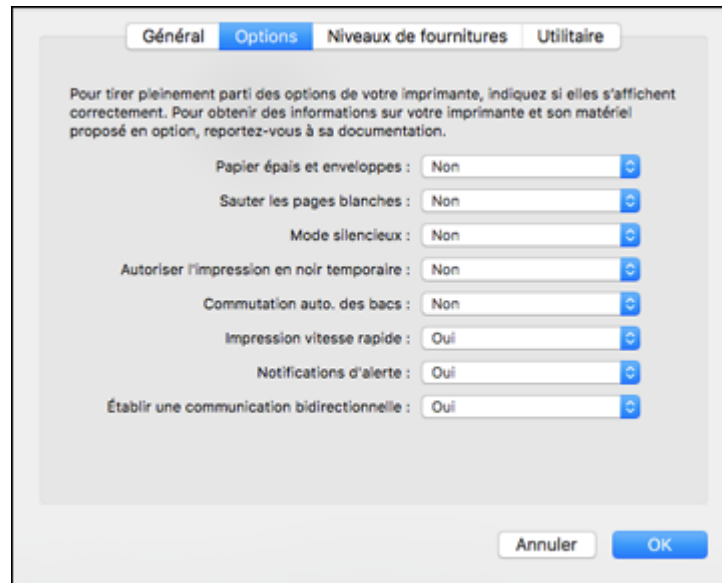 Général Options Niveaux de fournitures Utilitaire
Pour tirer pleinement parti des options de votre imprimante, indiquez si elles s'affichent
correctement. Pour obtenir des informations sur votre imprimante et son matériel
proposé en option, reportez-vous à sa documentation.
Papier épais et enveloppes : Non
Sauter les pages blanches : Non
Mode silencieux : Non
Autoriser l'impression en noir temporaire : Non
Commutation auto. des bacs : Non
Impression vitesse rapide : Oui
Notifications d'alerte : Oui
Établir une communication bidirectionnelle : Oui
Annuler OK